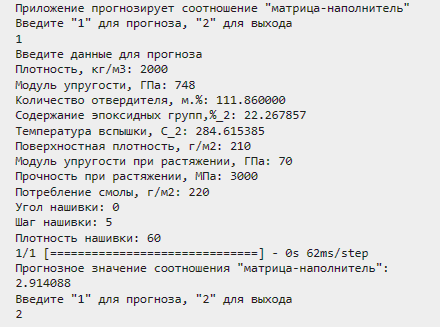 Приложение прогнозирует соотношение "матрица-наполнитель"
Введите "1" для прогноза, "2" для выхода
1
Введите данные для прогноза
Плотность, кг/м3: 2000
Модуль упругости, ГПа: 748
Количество отвердителя, м.%: 111.860000
Содержание эпоксидных групп,%_2: 22.267857
Температура вспышки, С_2: 284.615385
Поверхностная плотность, г/м2: 210
Модуль упругости при растяжении, ГПа: 70
Прочность при растяжении, МПа: 3000
Потребление смолы, г/м2: 220
Угол нашивки: 0
Шаг нашивки: 5
Плотность нашивки: 60
1/1 [==============================] - 0s 62ms/step
Прогнозное значение соотношения "матрица-наполнитель":
2.914088
Введите "1" для прогноза, "2" для выхода
2